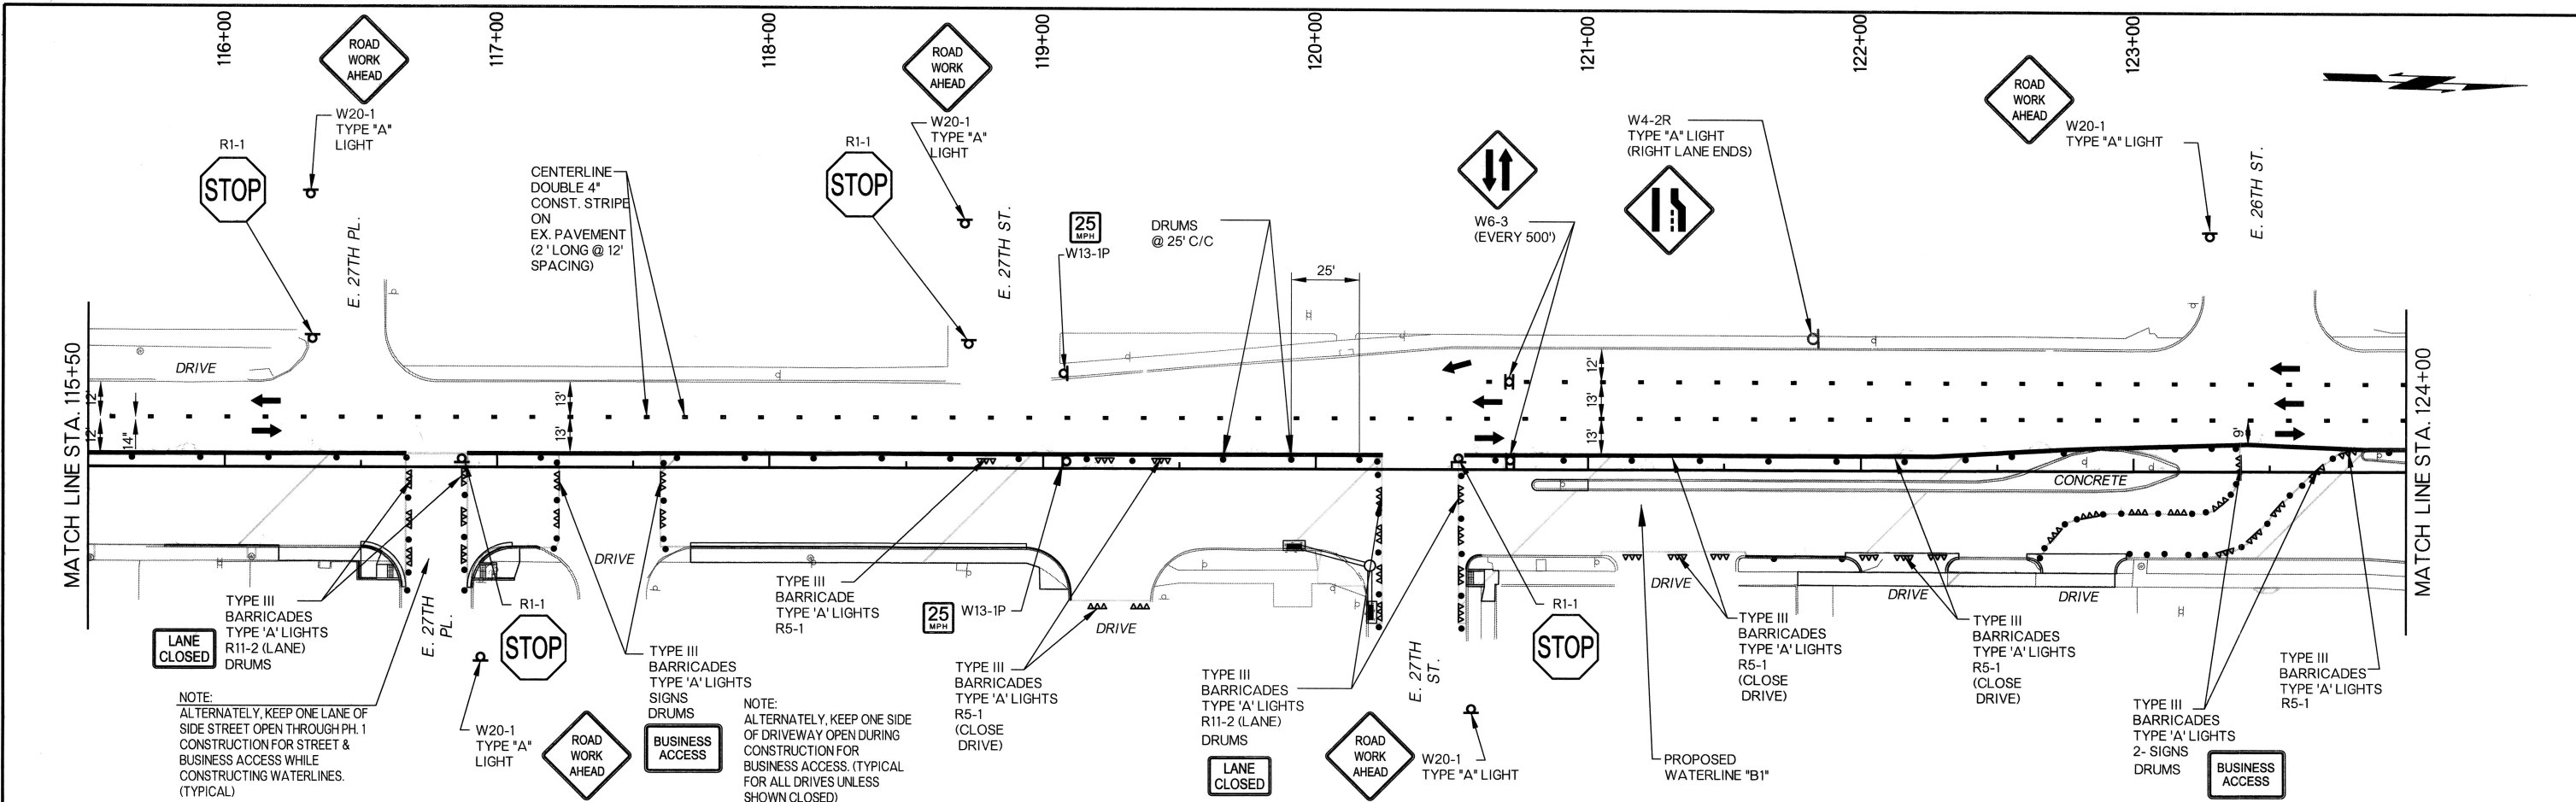 116+00
117+00
118+00
119+00
120+00
121+00
122+00
123+00
ROAD
WORK
AHEAD
W20-1
TYPE "A"
LIGHT
R1-1
STOP
E. 27TH PL.
CENTERLINE
DOUBLE 4"
CONST. STRIPE
ON
EX. PAVEMENT
(2 ' LONG @ 12'
SPACING)
ROAD
WORK
AHEAD
W20-1
TYPE "A"
LIGHT
R1-1
STOP
E. 27TH ST.
25
MPH
W13-1P
DRUMS
@ 25' C/C
25'
W6-3
(EVERY 500')
W4-2R
TYPE "A" LIGHT
(RIGHT LANE ENDS)
ROAD
WORK
AHEAD
W20-1
TYPE "A" LIGHT
E. 26TH ST.
MATCH LINE STA. 115+50
DRIVE
12'
12'
14"
13'
13'
12'
13'
13'
9'
MATCH LINE STA. 124+00
CONCRETE
DRIVE
DRIVE
DRIVE
DRIVE
DRIVE
LANE
CLOSED
TYPE III
BARRICADES
TYPE 'A' LIGHTS
R11-2 (LANE)
DRUMS
NOTE:
ALTERNATELY, KEEP ONE LANE OF
SIDE STREET OPEN THROUGH PH. 1
CONSTRUCTION FOR STREET &
BUSINESS ACCESS WHILE
CONSTRUCTING WATERLINES.
(TYPICAL)
E. 27TH
PL.
R1-1
STOP
W20-1
TYPE "A"
LIGHT
ROAD
WORK
AHEAD
TYPE III
BARRICADES
TYPE 'A' LIGHTS
SIGNS
DRUMS
BUSINESS
ACCESS
NOTE:
ALTERNATELY, KEEP ONE SIDE
OF DRIVEWAY OPEN DURING
CONSTRUCTION FOR
BUSINESS ACCESS. (TYPICAL
FOR ALL DRIVES UNLESS
SHOWN CLOSED)
TYPE III
BARRICADE
TYPE 'A' LIGHTS
R5-1
25
MPH
W13-1P
TYPE III
BARRICADES
TYPE 'A' LIGHTS
R5-1
(CLOSE
DRIVE)
TYPE III
BARRICADES
TYPE 'A' LIGHTS
R11-2 (LANE)
DRUMS
LANE
CLOSED
E. 27TH
ST.
ROAD
WORK
AHEAD
W20-1
TYPE "A" LIGHT
R1-1
STOP
PROPOSED
WATERLINE "B1"
TYPE III
BARRICADES
TYPE 'A' LIGHTS
R5-1
(CLOSE
DRIVE)
TYPE III
BARRICADES
TYPE 'A' LIGHTS
R5-1
(CLOSE
DRIVE)
TYPE III
BARRICADES
TYPE 'A' LIGHTS
2- SIGNS
DRUMS
BUSINESS
ACCESS
TYPE III
BARRICADES
TYPE 'A' LIGHTS
R5-1